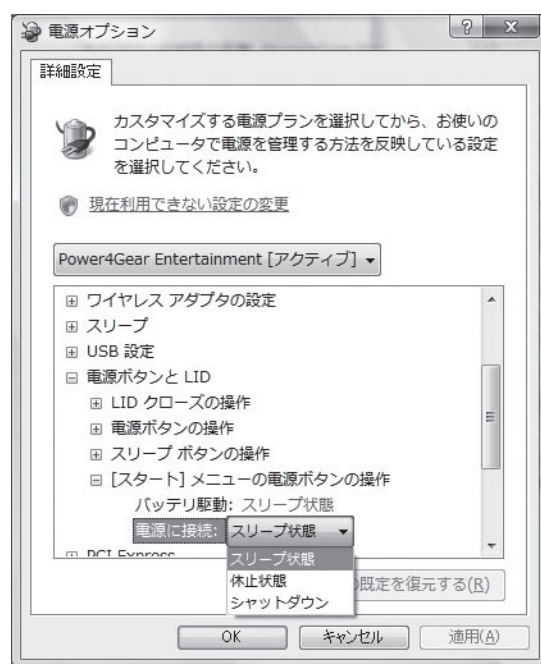 電源オプション
詳細設定
カスタマイズする電源プランを選択してから、お使いの
コンピュータで電源を管理する方法を反映している設定
を選択してください。
現在利用できない設定の変更
Power4Gear Entertainment [アクティブ]
ワイヤレス アダプタの設定
スリープ
USB 設定
電源ボタンと LID
LID クローズの操作
電源ボタンの操作
スリープ ボタンの操作
[スタート] メニューの電源ボタンの操作
バッテリ駆動: スリープ状態
電源に接続: スリープ状態
PCI Express
スリープ状態
休止状態
シャットダウン
の既定を復元する(R)
OK キャンセル 適用(A)